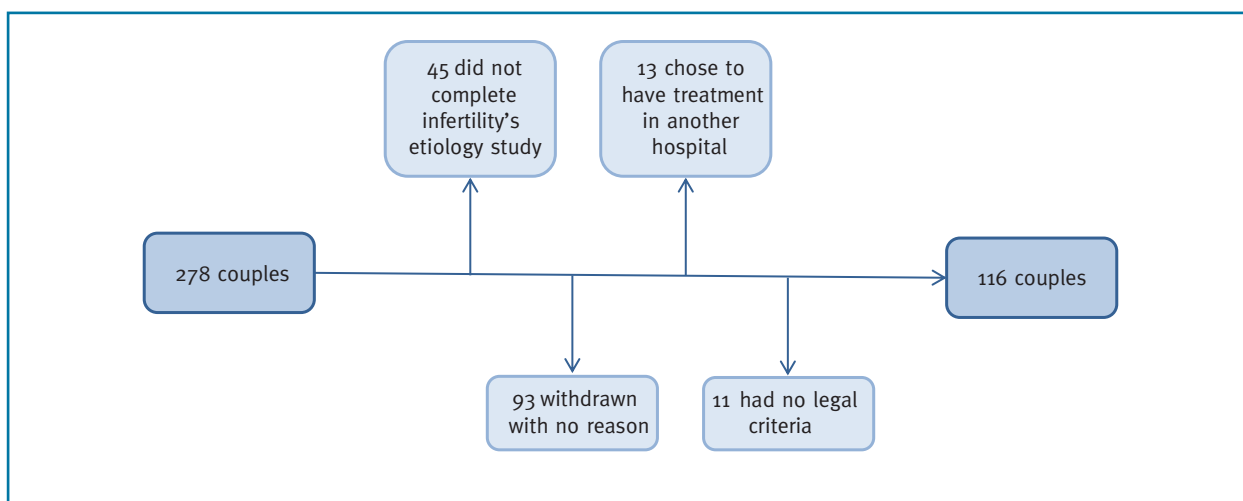 45 did not
complete
infertility's
etiology study
13 chose to
have treatment
in another
hospital
278 couples
116 couples
93 withdrawn
with no reason
11 had no legal
criteria